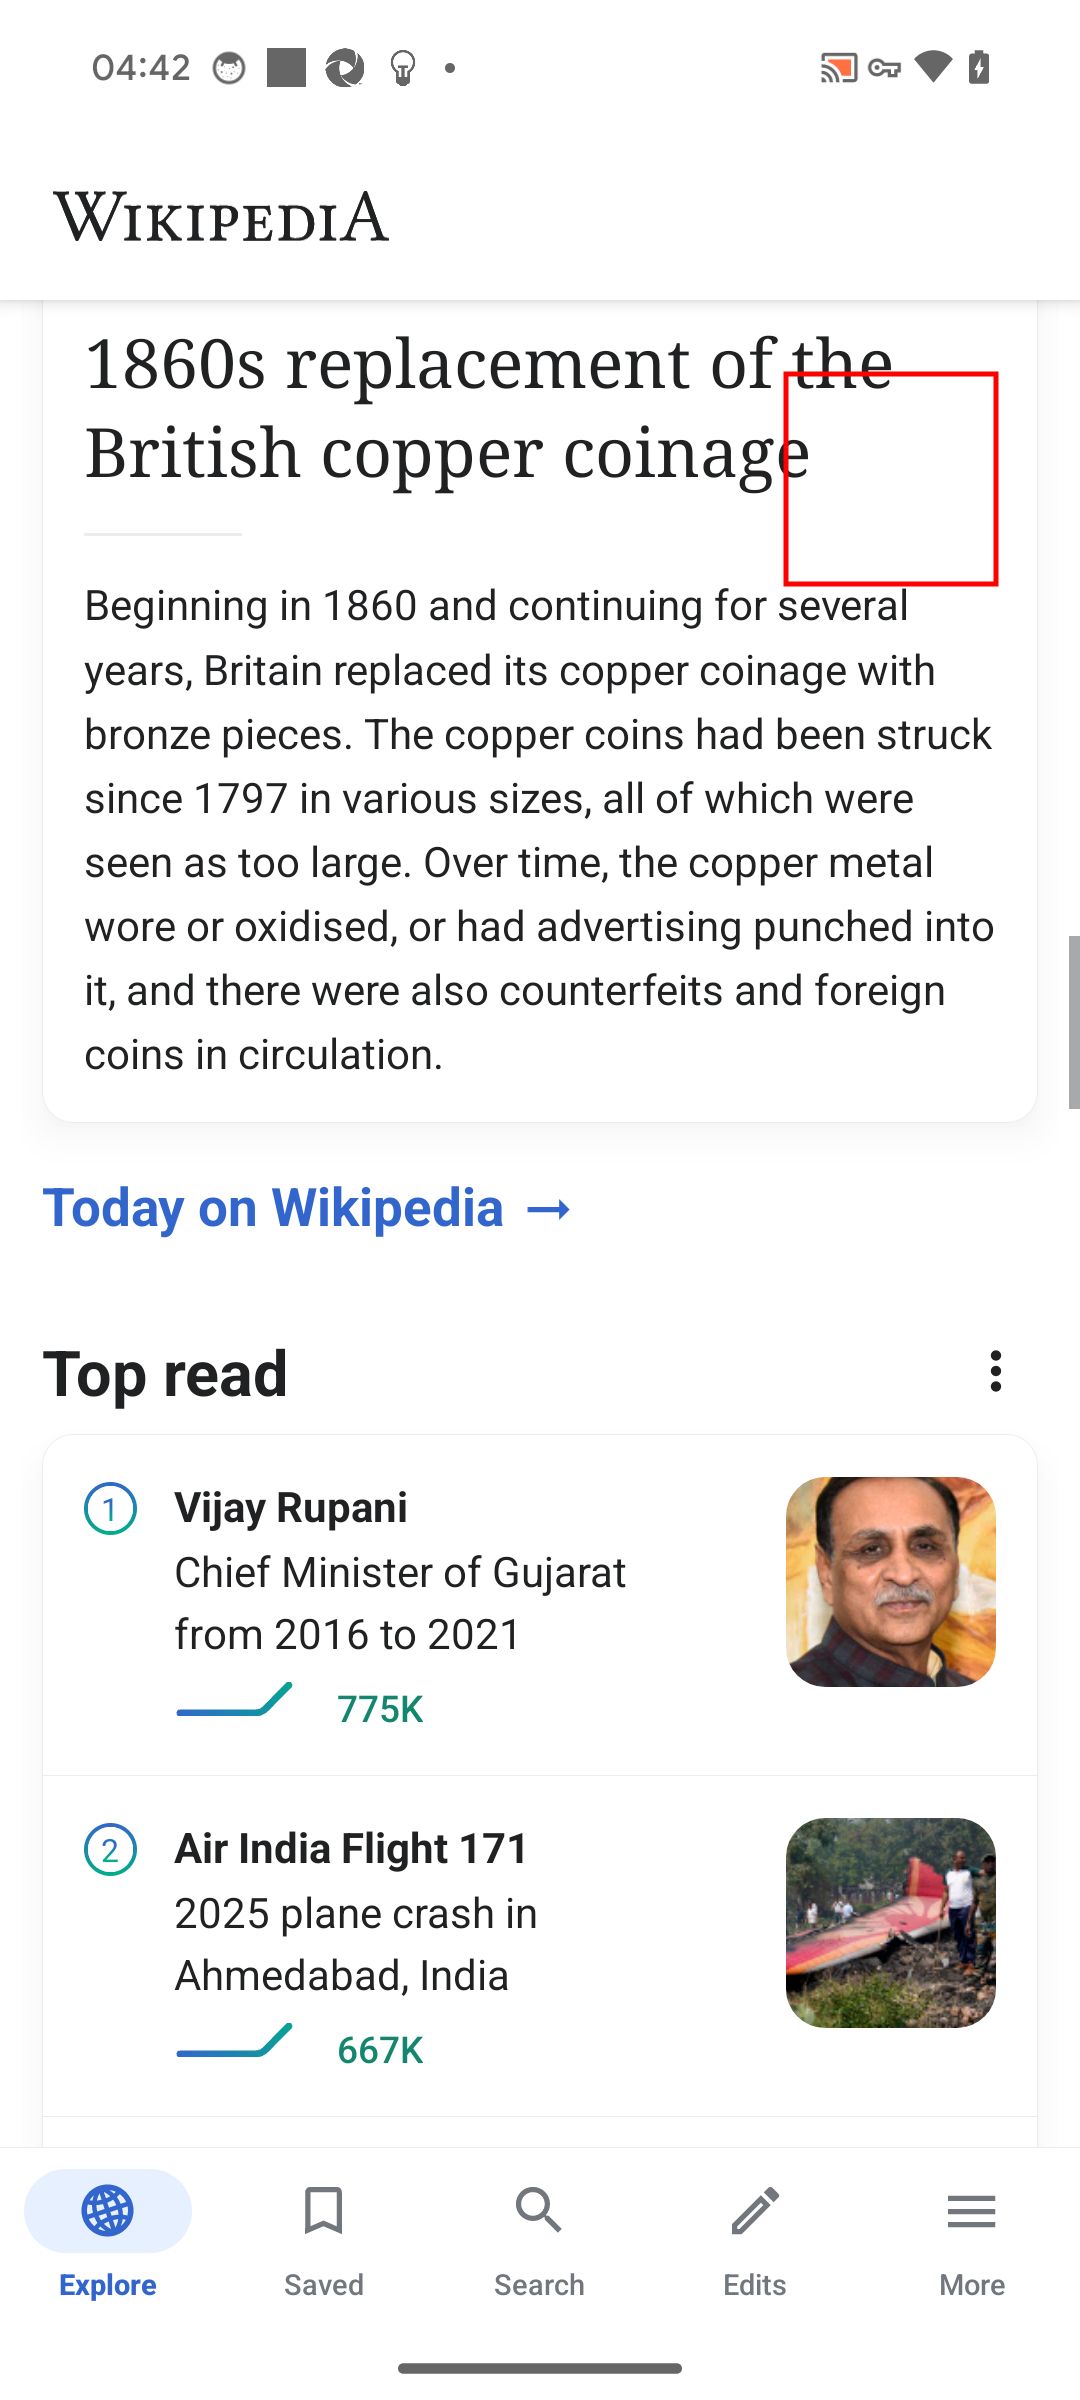 04:42
WIKIPEDIA
1860s replacement of the
British copper coinage
Beginning in 1860 and continuing for several
years, Britain replaced its copper coinage with
bronze pieces. The copper coins had been struck
since 1797 in various sizes, all of which were
seen as too large. Over time, the copper metal
wore or oxidised, or had advertising punched into
it, and there were also counterfeits and foreign
coins in circulation.
Today on Wikipedia →
Top read
1 Vijay Rupani
Chief Minister of Gujarat
from 2016 to 2021
775K
2 Air India Flight 171
2025 plane crash in
Ahmedabad, India
667K
Explore Saved Search Edits More